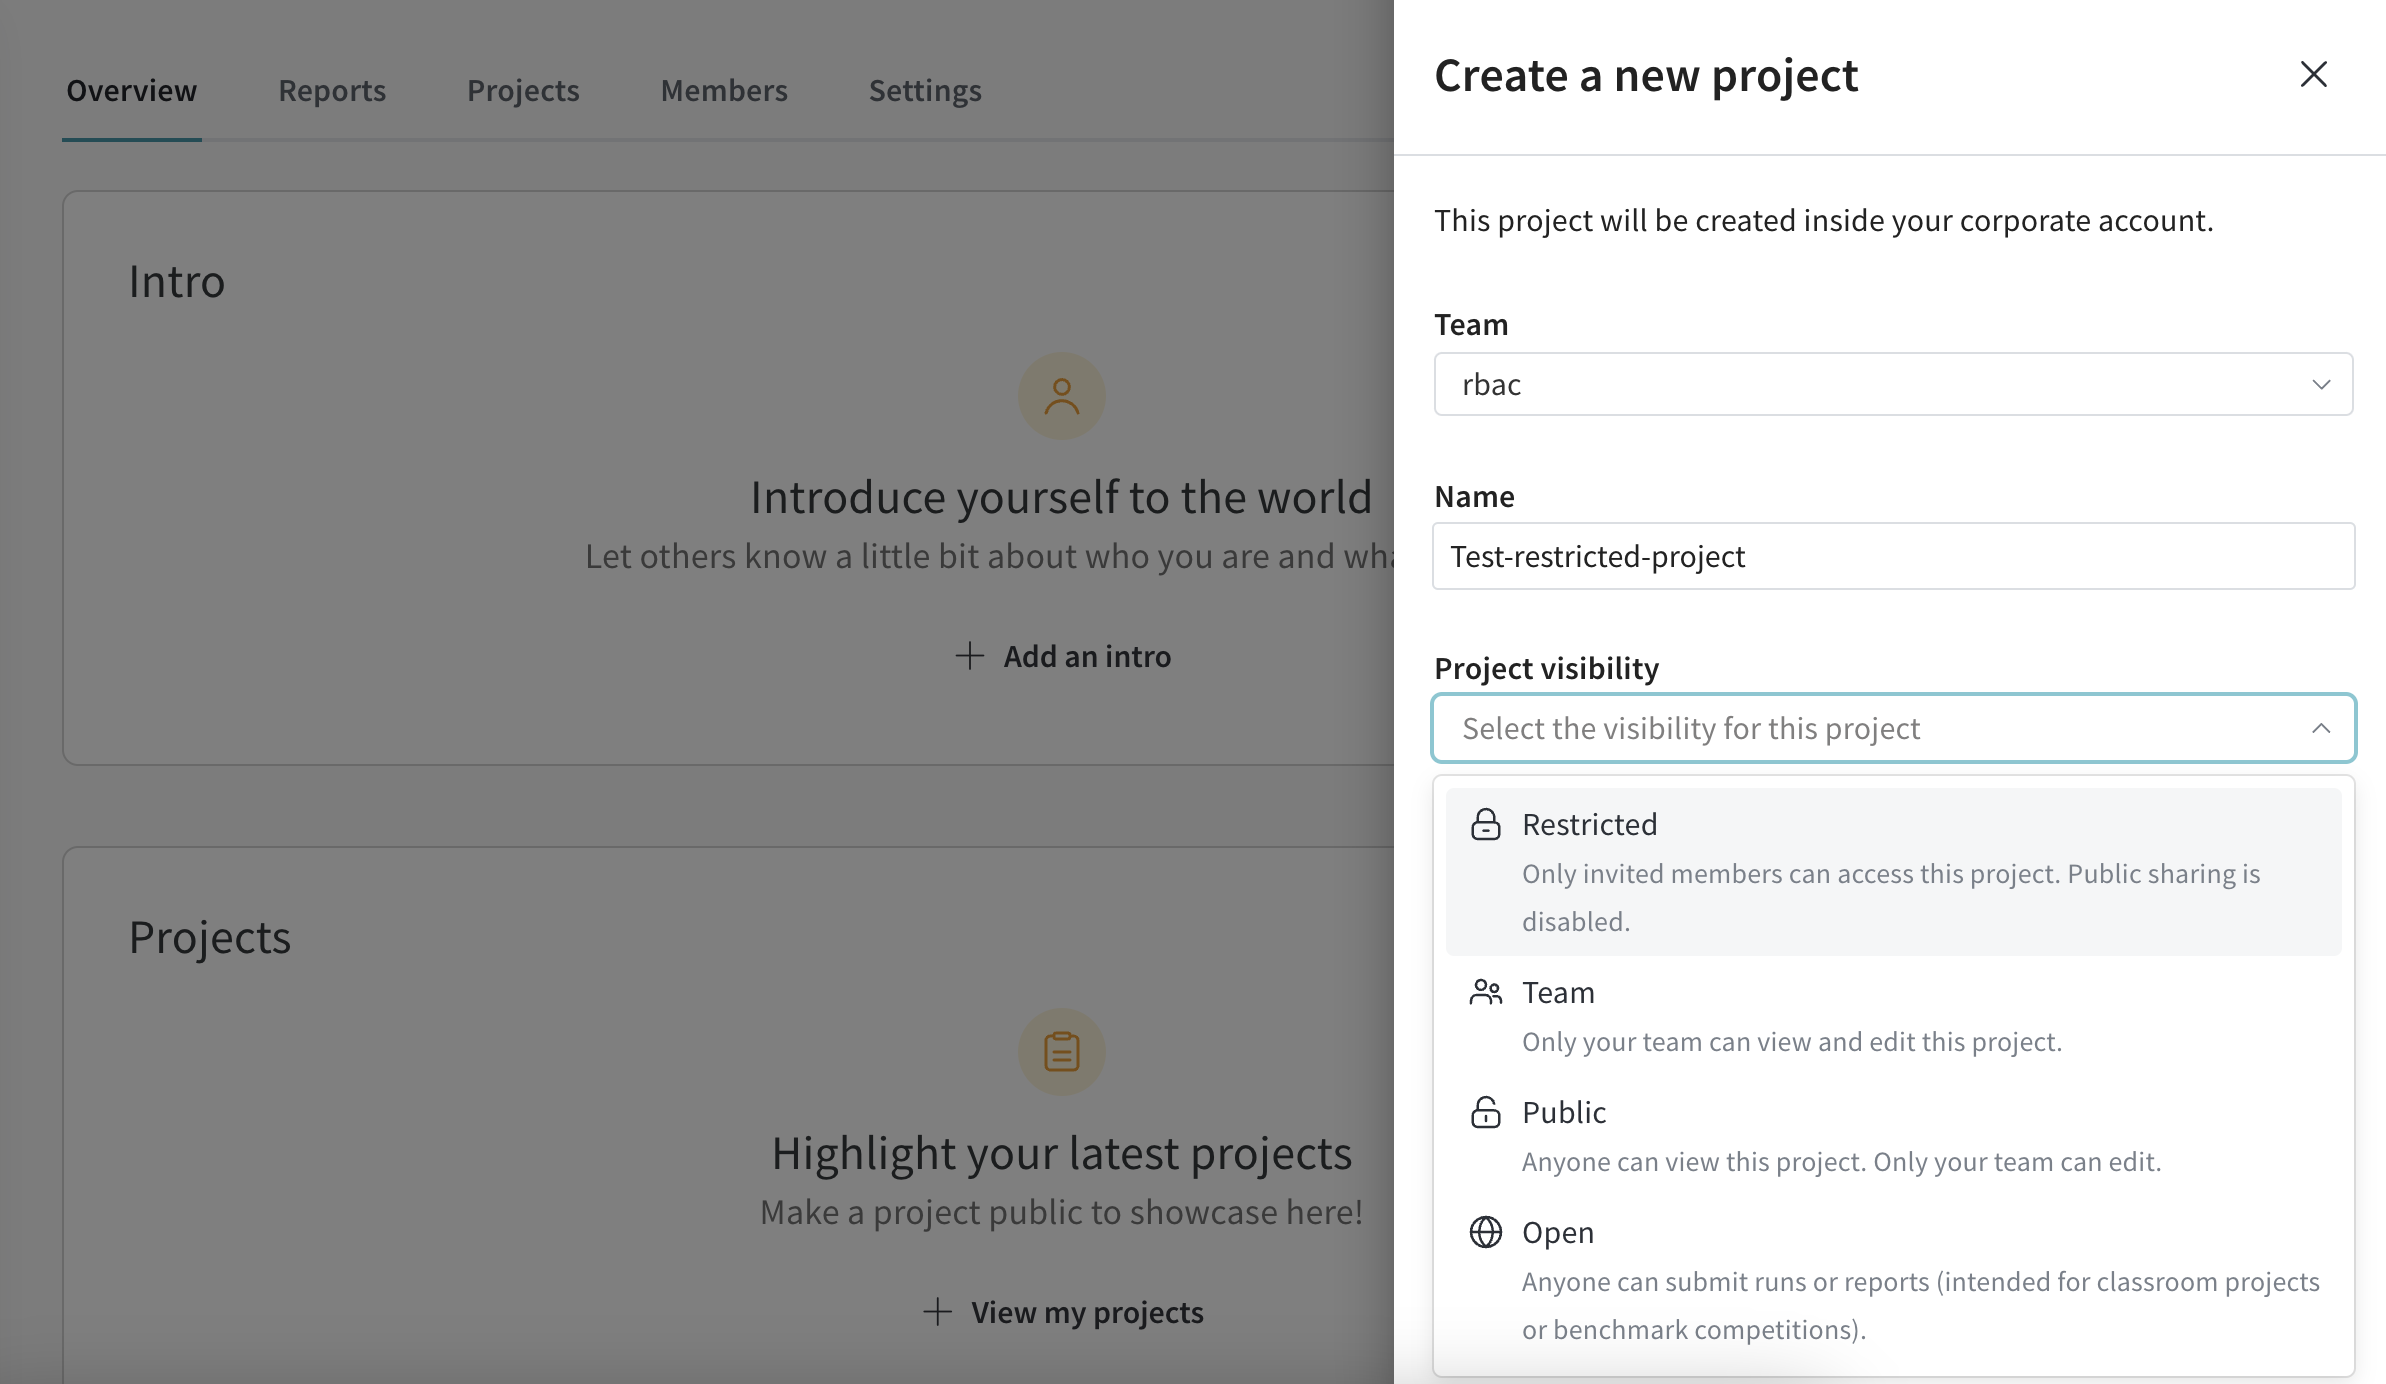 Overview
Reports
Projects
Members
Settings
Intro
Introduce yourself to the world
Let others know a little bit about who you are and
Add an intro
Projects
Highlight your latest projects
Make a project public to showcase here!
View my projects
Create a new project
This project will be created inside your corporate account.
Team
rbac
Name
Test-restricted-project
Project visibility
Select the visibility for this project
Restricted
Only invited members can access this project. Public sharing is
disabled.
Team
Only your team can view and edit this project.
Public
Anyone can view this project. Only your team can edit.
Open
Anyone can submit runs or reports (intended for classroom projects
or benchmark competitions).